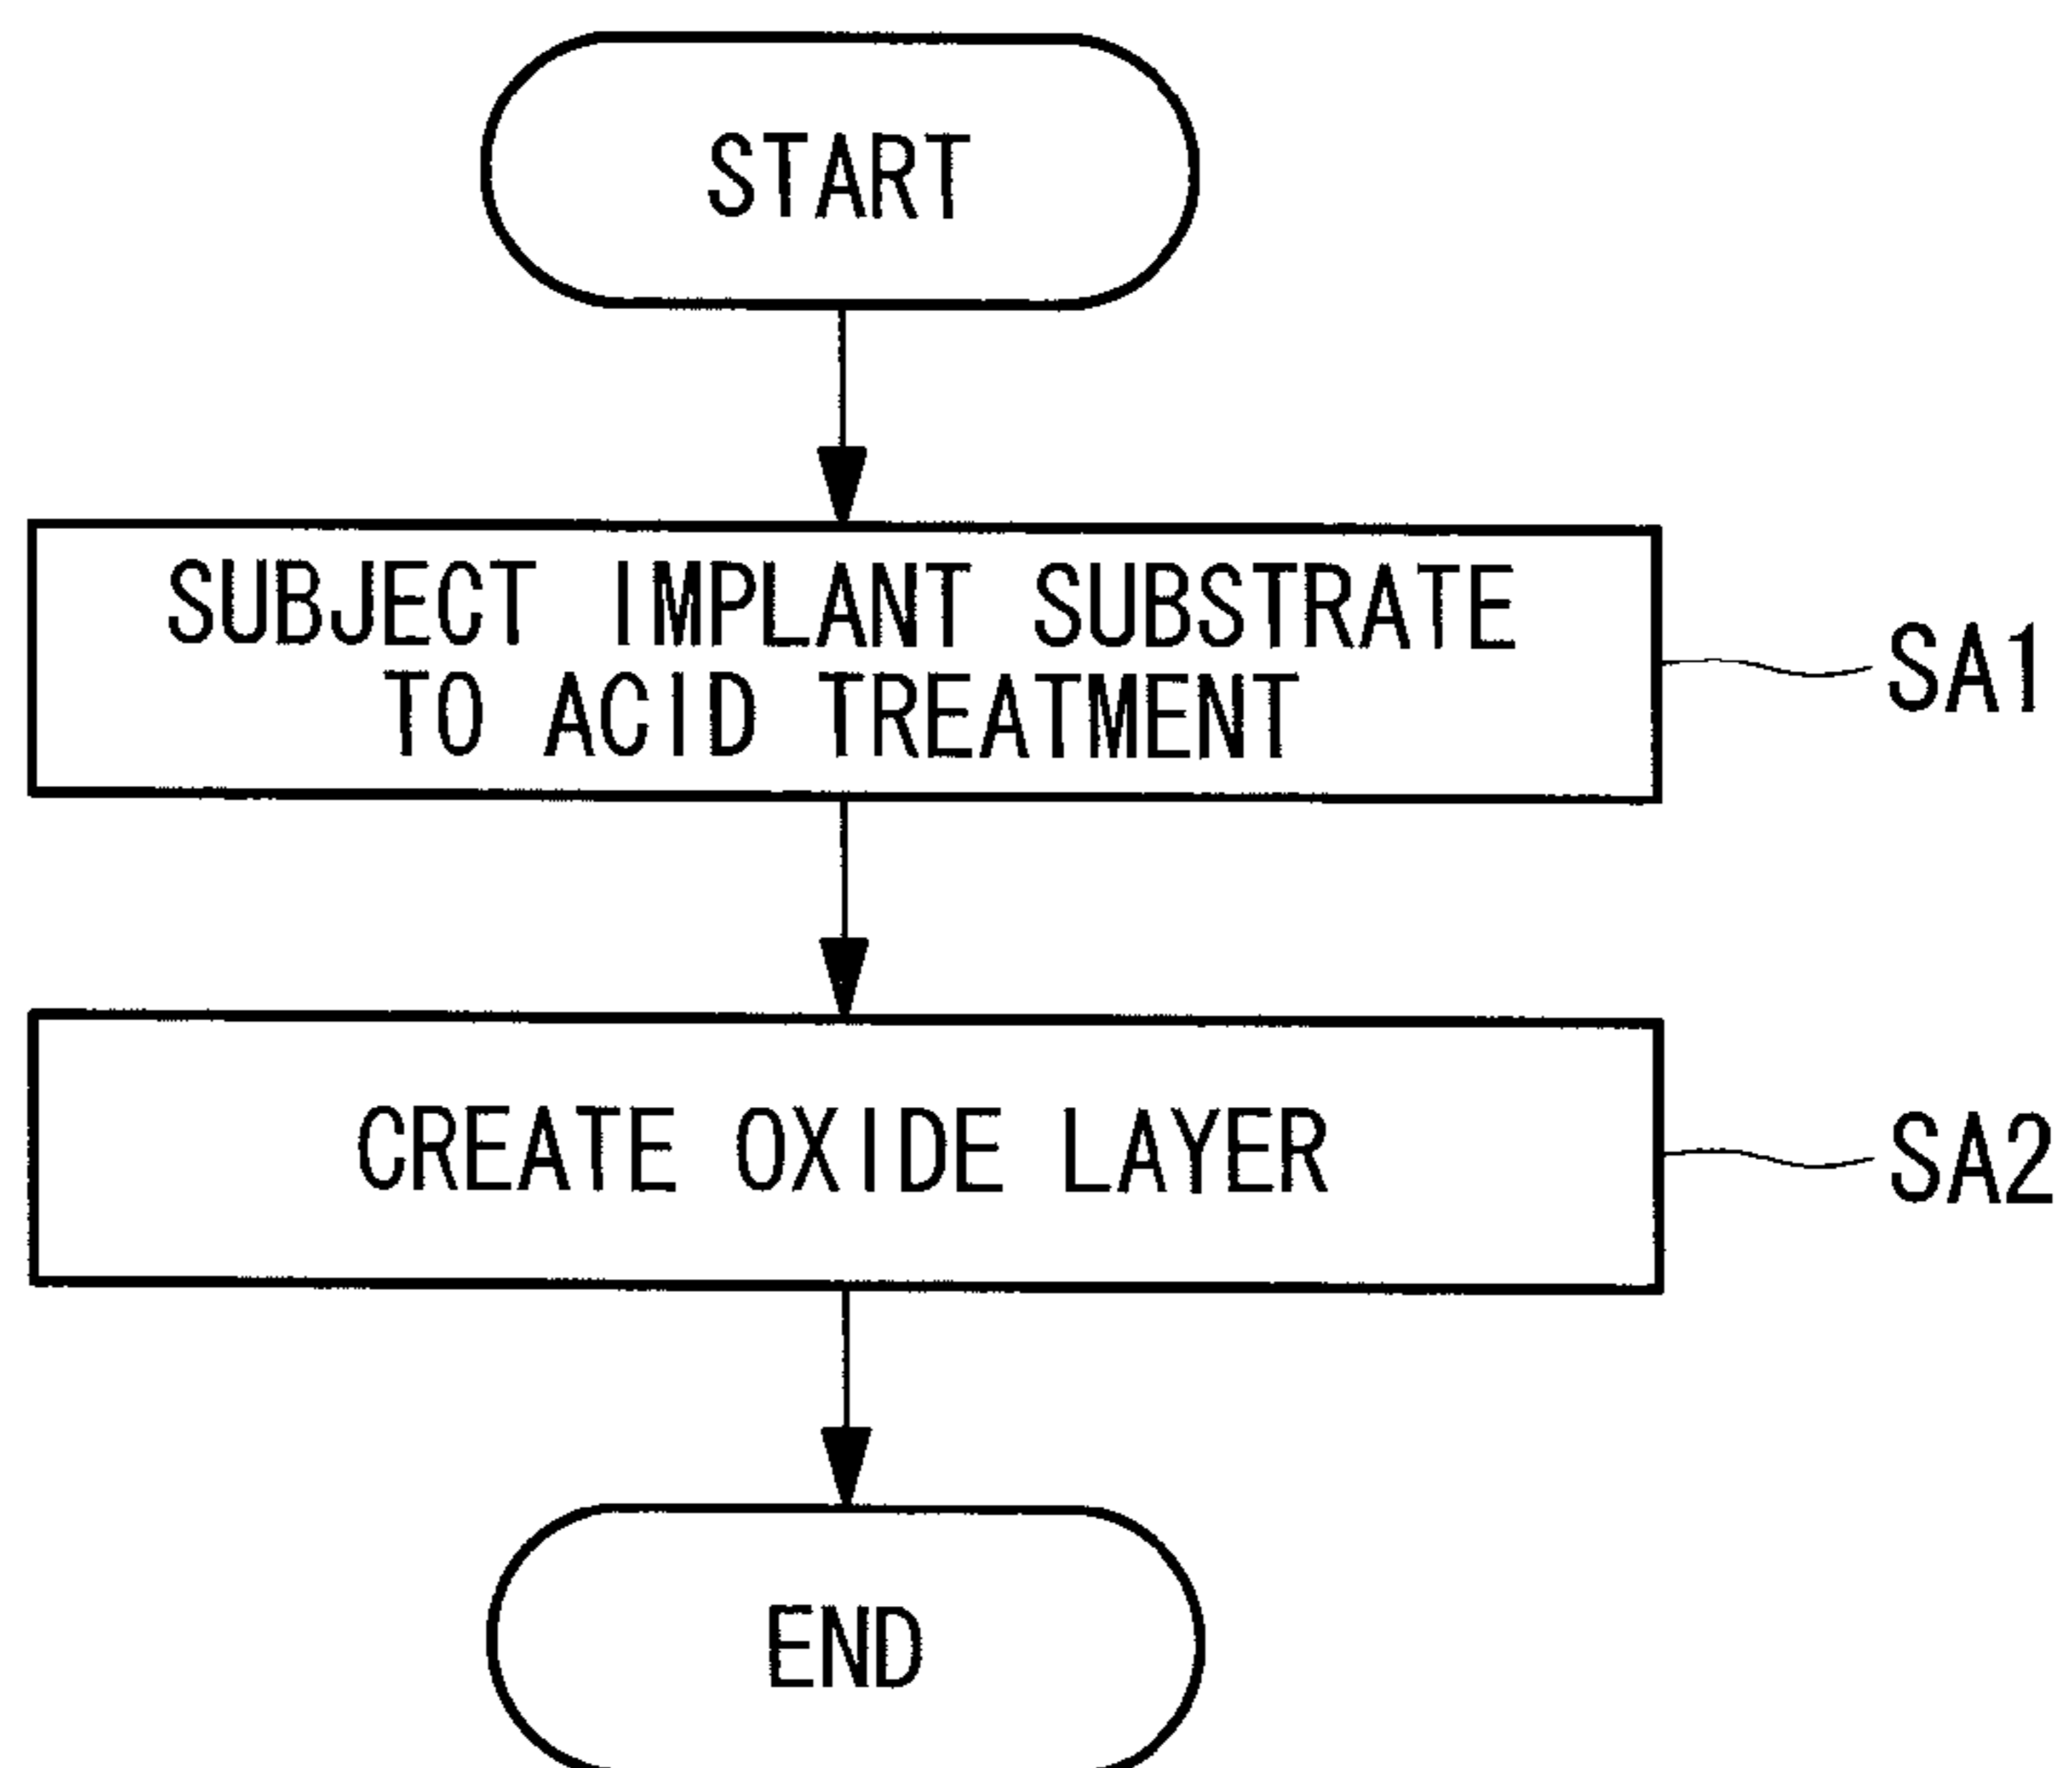 START
SUBJECT IMPLANT SUBSTRATE
TO ACID TREATMENT
SA1
CREATE OXIDE LAYER
SA2
END